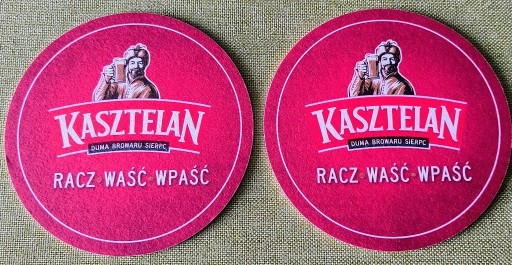 KASZTELAN
DUMA BROWARU SIERPC
RACZ·WAŚĆ·WPAŚĆ
KASZTELAN
DUMA BROWARU SIERPC
RACZ·WAŚĆ·WPAŚĆ